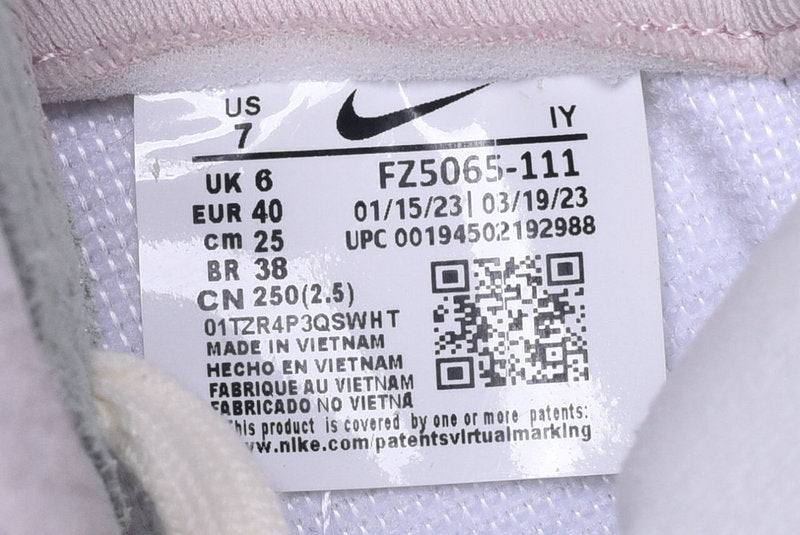 US
7
IY
UK 6
EUR 40
cm 25
BR 38
CN 250(2.5)
FZ5065-111
01/15/23| 03/19/23
UPC 00194502192988
01TZR4P3QSWHT
MADE IN VIETNAM
HECHO EN VIETNAM
FABRIQUE AU VIETNAM
FABRICADO NO VIETNA
his product is covered by one or more patents:
w.nike.com/patentsvirtualmarking